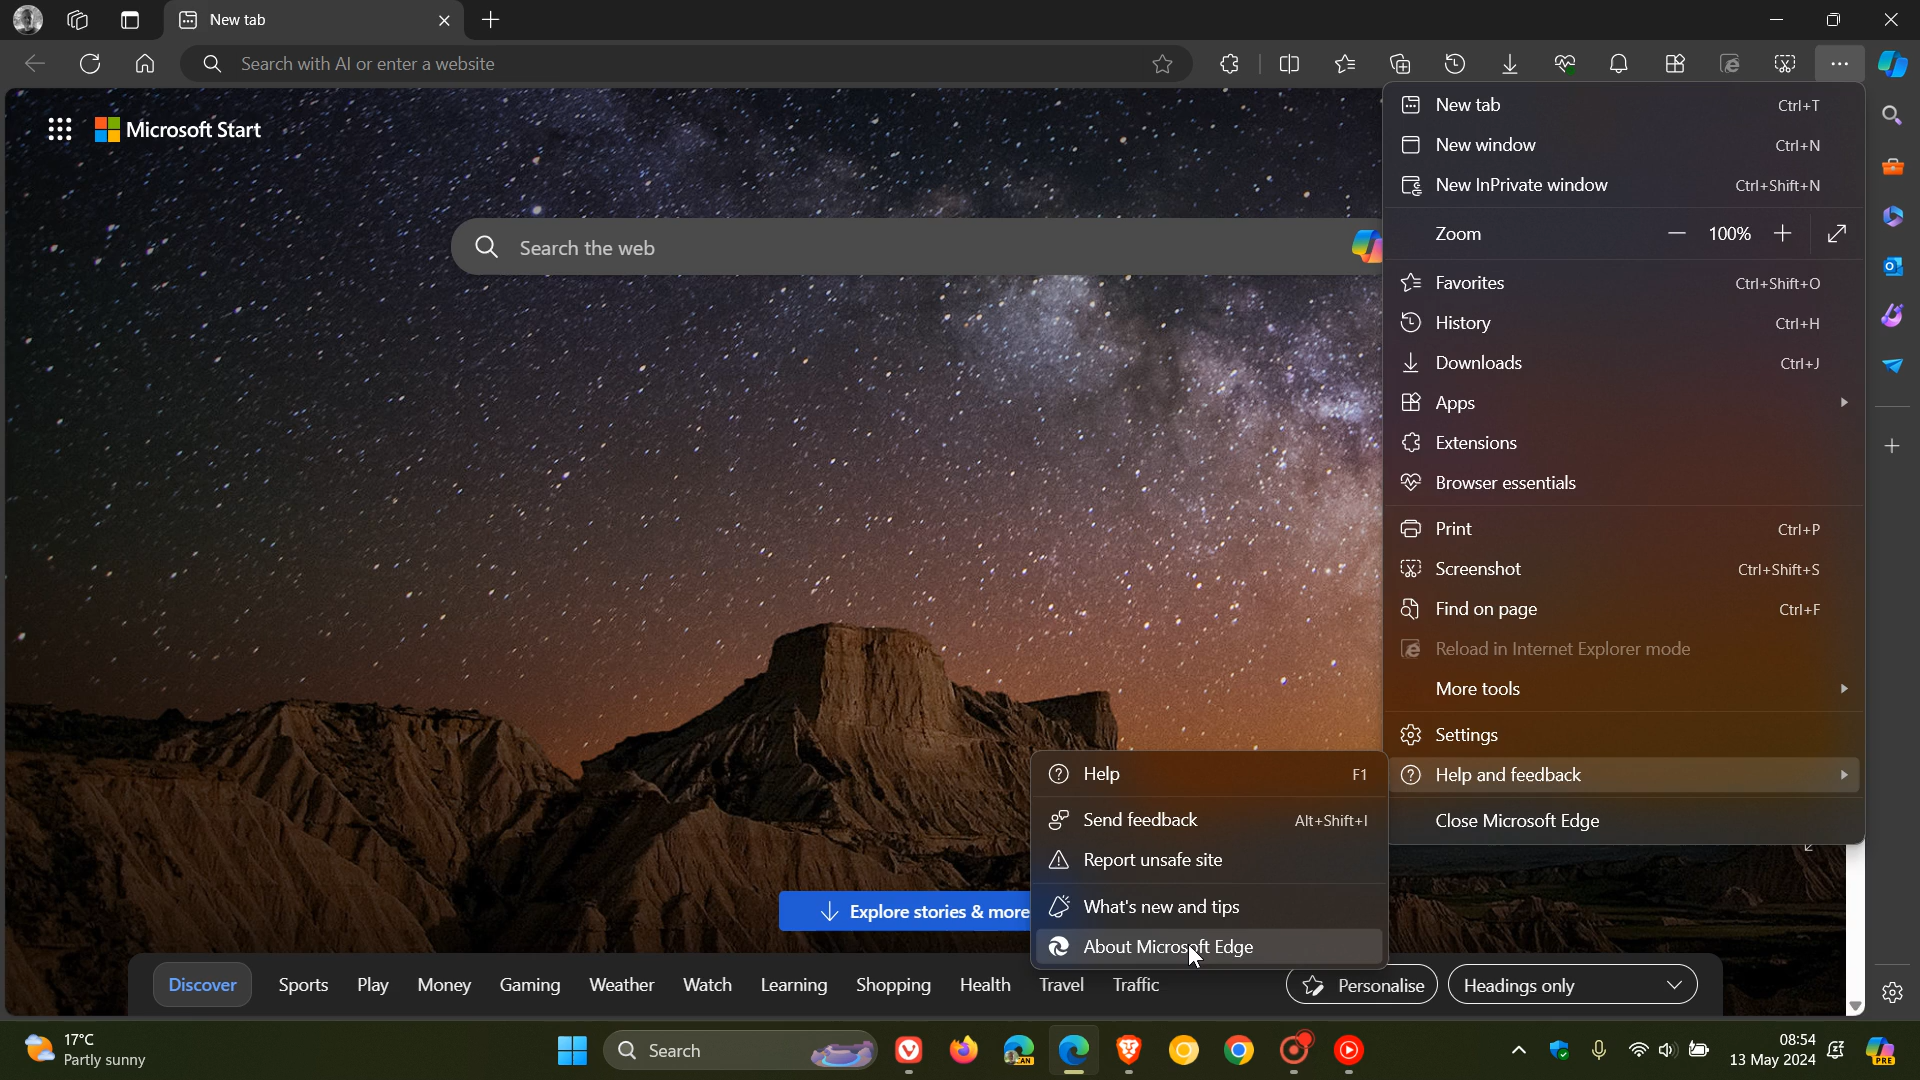 New tab
Search with AI or enter a website
Microsoft Start
Search the web
New tab Ctrl+T
New window Ctrl+N
New InPrivate window Ctrl+Shift+N
Zoom 100%
Favorites Ctrl+Shift+O
History Ctrl+H
Downloads Ctrl+J
Apps
Extensions
Browser essentials
Print Ctrl+P
Screenshot Ctrl+Shift+S
Find on page Ctrl+F
Reload in Internet Explorer mode
More tools
Settings
Help and feedback
Close Microsoft Edge
Help F1
Send feedback Alt+Shift+I
Report unsafe site
What's new and tips
About Microsoft Edge
Explore stories & more
Discover Sports Play Money Gaming Weather Watch Learning Shopping Health Travel Traffic Personalise Headings only
17°C
Partly sunny
Search
CAN
08:54
13 May 2024
PRE